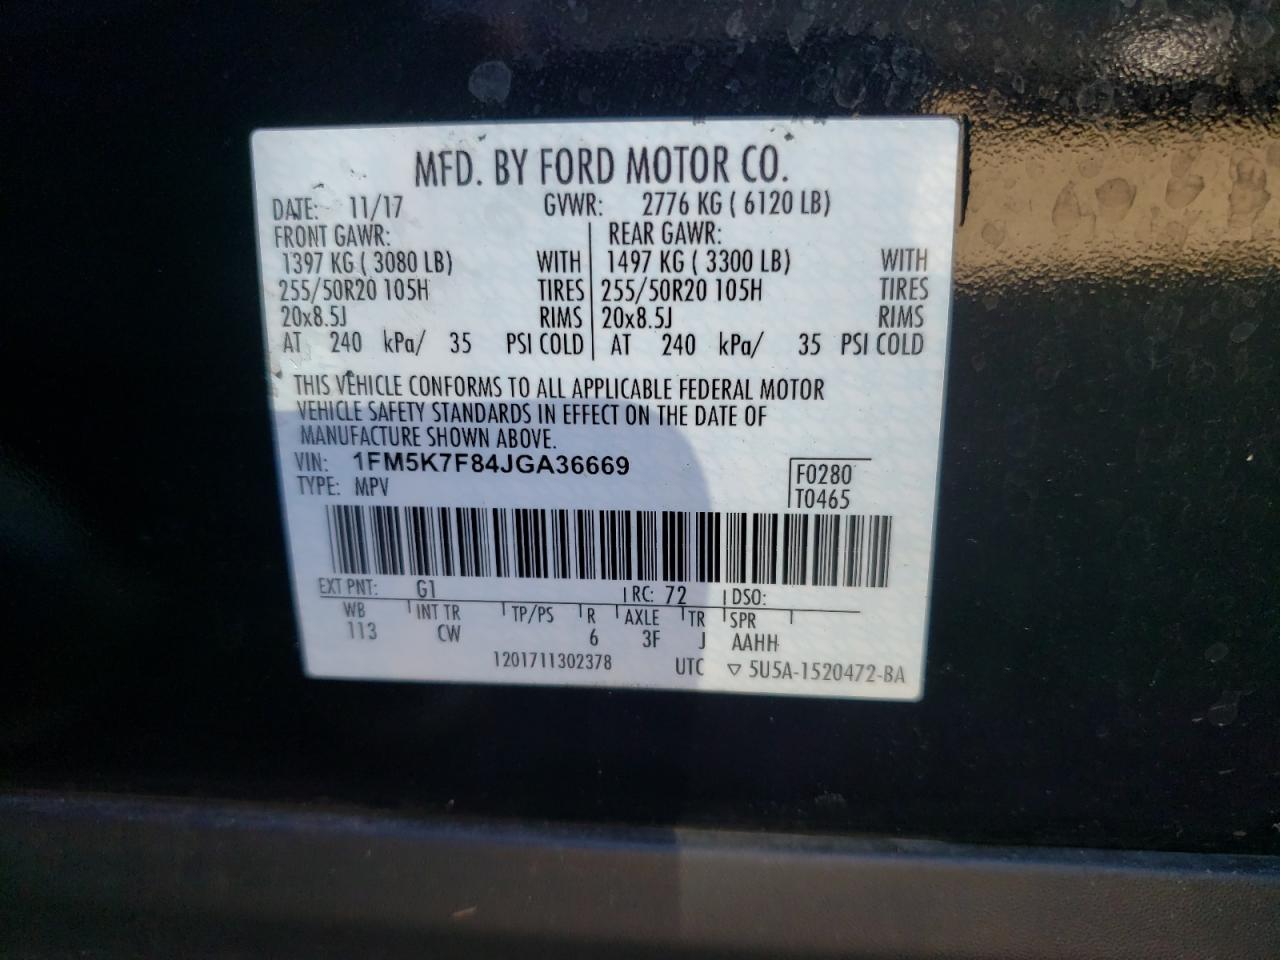 MFD. BY FORD MOTOR CO.
DATE: 11/17 GVWR: 2776 KG ( 6120 LB)
FRONT GAWR: REAR GAWR:
1397 KG ( 3080 LB) WITH 1497 KG ( 3300 LB) WITH
255/50R20 105H TIRES 255/50R20 105H TIRES
20x8.5J RIMS 20x8.5J RIMS
AT 240 kPa/ 35 PSI COLD AT 240 kPa/ 35 PSI COLD
THIS VEHICLE CONFORMS TO ALL APPLICABLE FEDERAL MOTOR
VEHICLE SAFETY STANDARDS IN EFFECT ON THE DATE OF
MANUFACTURE SHOWN ABOVE.
VIN: 1FM5K7F84JGA36669 F0280
TYPE: MPV T0465
EXT PNT: G1 RC: 72 DSO:
WB INT TR TP/PS R AXLE TR SPR
113 CW 6 3F J AAHH
1201711302378 UTC ▽ 5U5A-1520472-BA